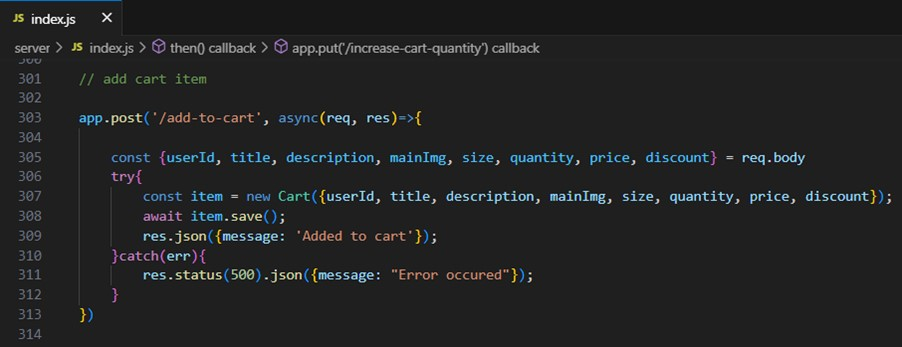 JS index.js ×
server > JS index.js > then() callback > app.put('/increase-cart-quantity') callback
300
301 // add cart item
302
303 app.post('/add-to-cart', async(req, res)=>{
304
305 const {userId, title, description, mainImg, size, quantity, price, discount} = req.body
306 try{
307 const item = new Cart({userId, title, description, mainImg, size, quantity, price, discount});
308 await item.save();
309 res.json({message: 'Added to cart'});
310 }catch(err){
311 res.status(500).json({message: "Error occured"});
312 }
313 })
314